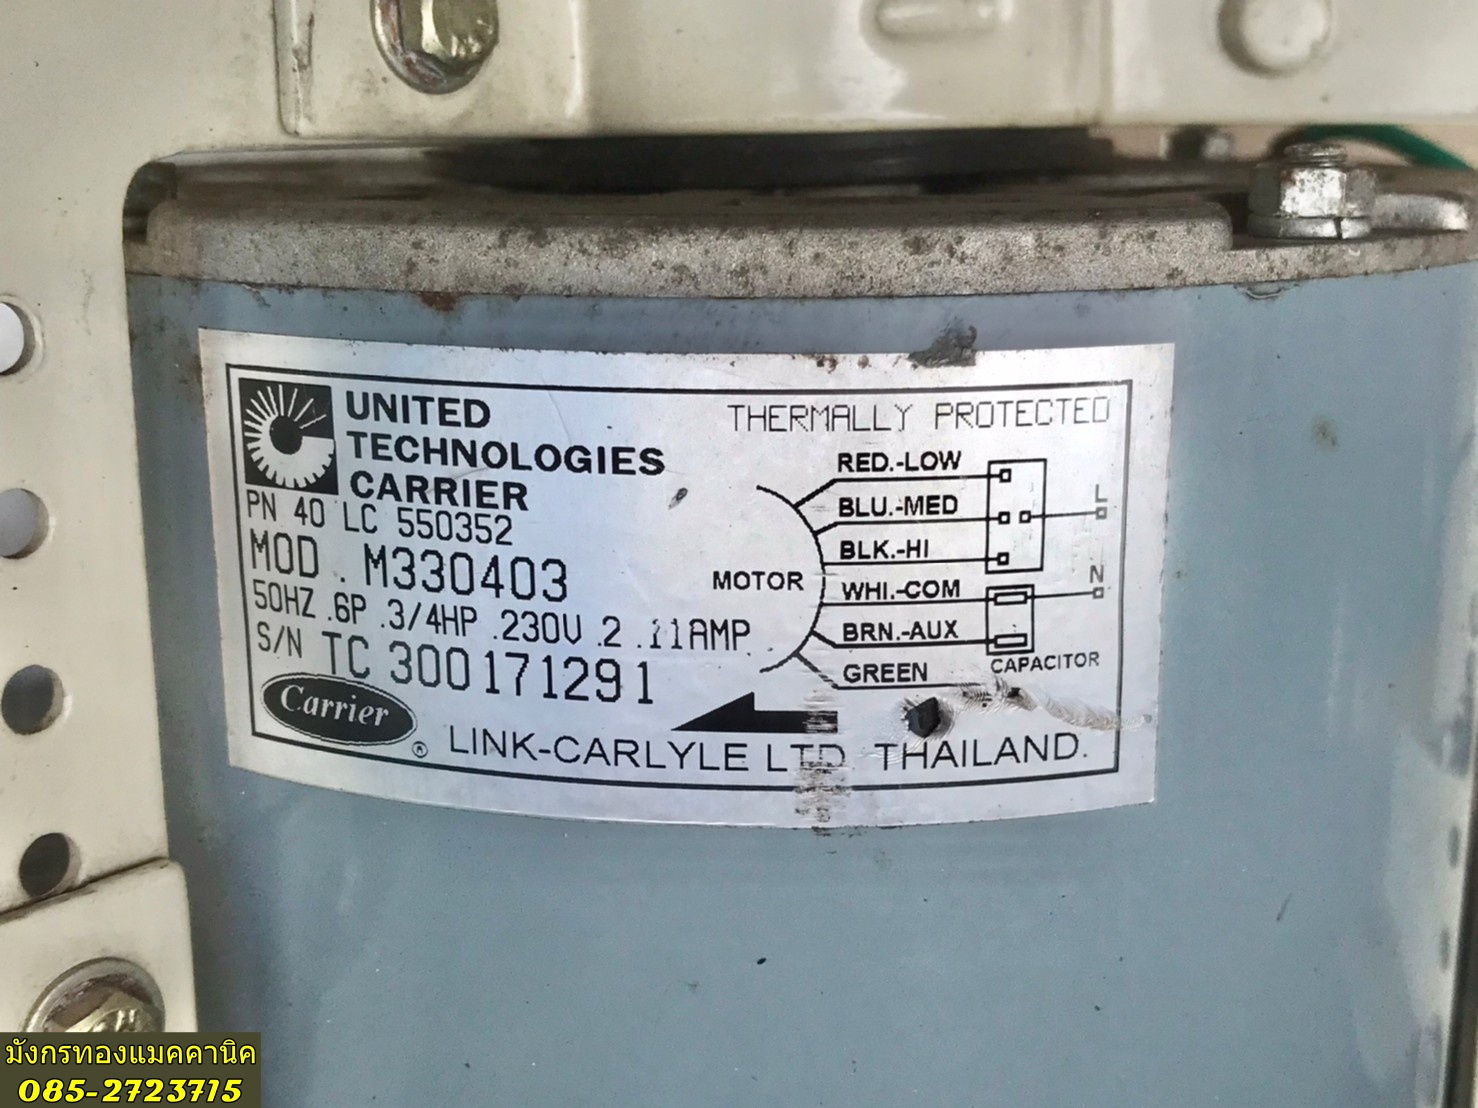 UNITED
TECHNOLOGIES
CARRIER
PN 40 LC 550352
MOD. M330403
50HZ .6P .3/4HP .230V .2 .11AMP
S/N TC 300171291
Carrier
®
LINK-CARLYLE LTD. THAILAND.
THERMALLY PROTECTED
RED.-LOW
BLU.-MED
BLK.-HI
MOTOR
WHI.-COM
BRN.-AUX
GREEN
L
N
CAPACITOR
มังกรทองแมคคานิค
085-2723715